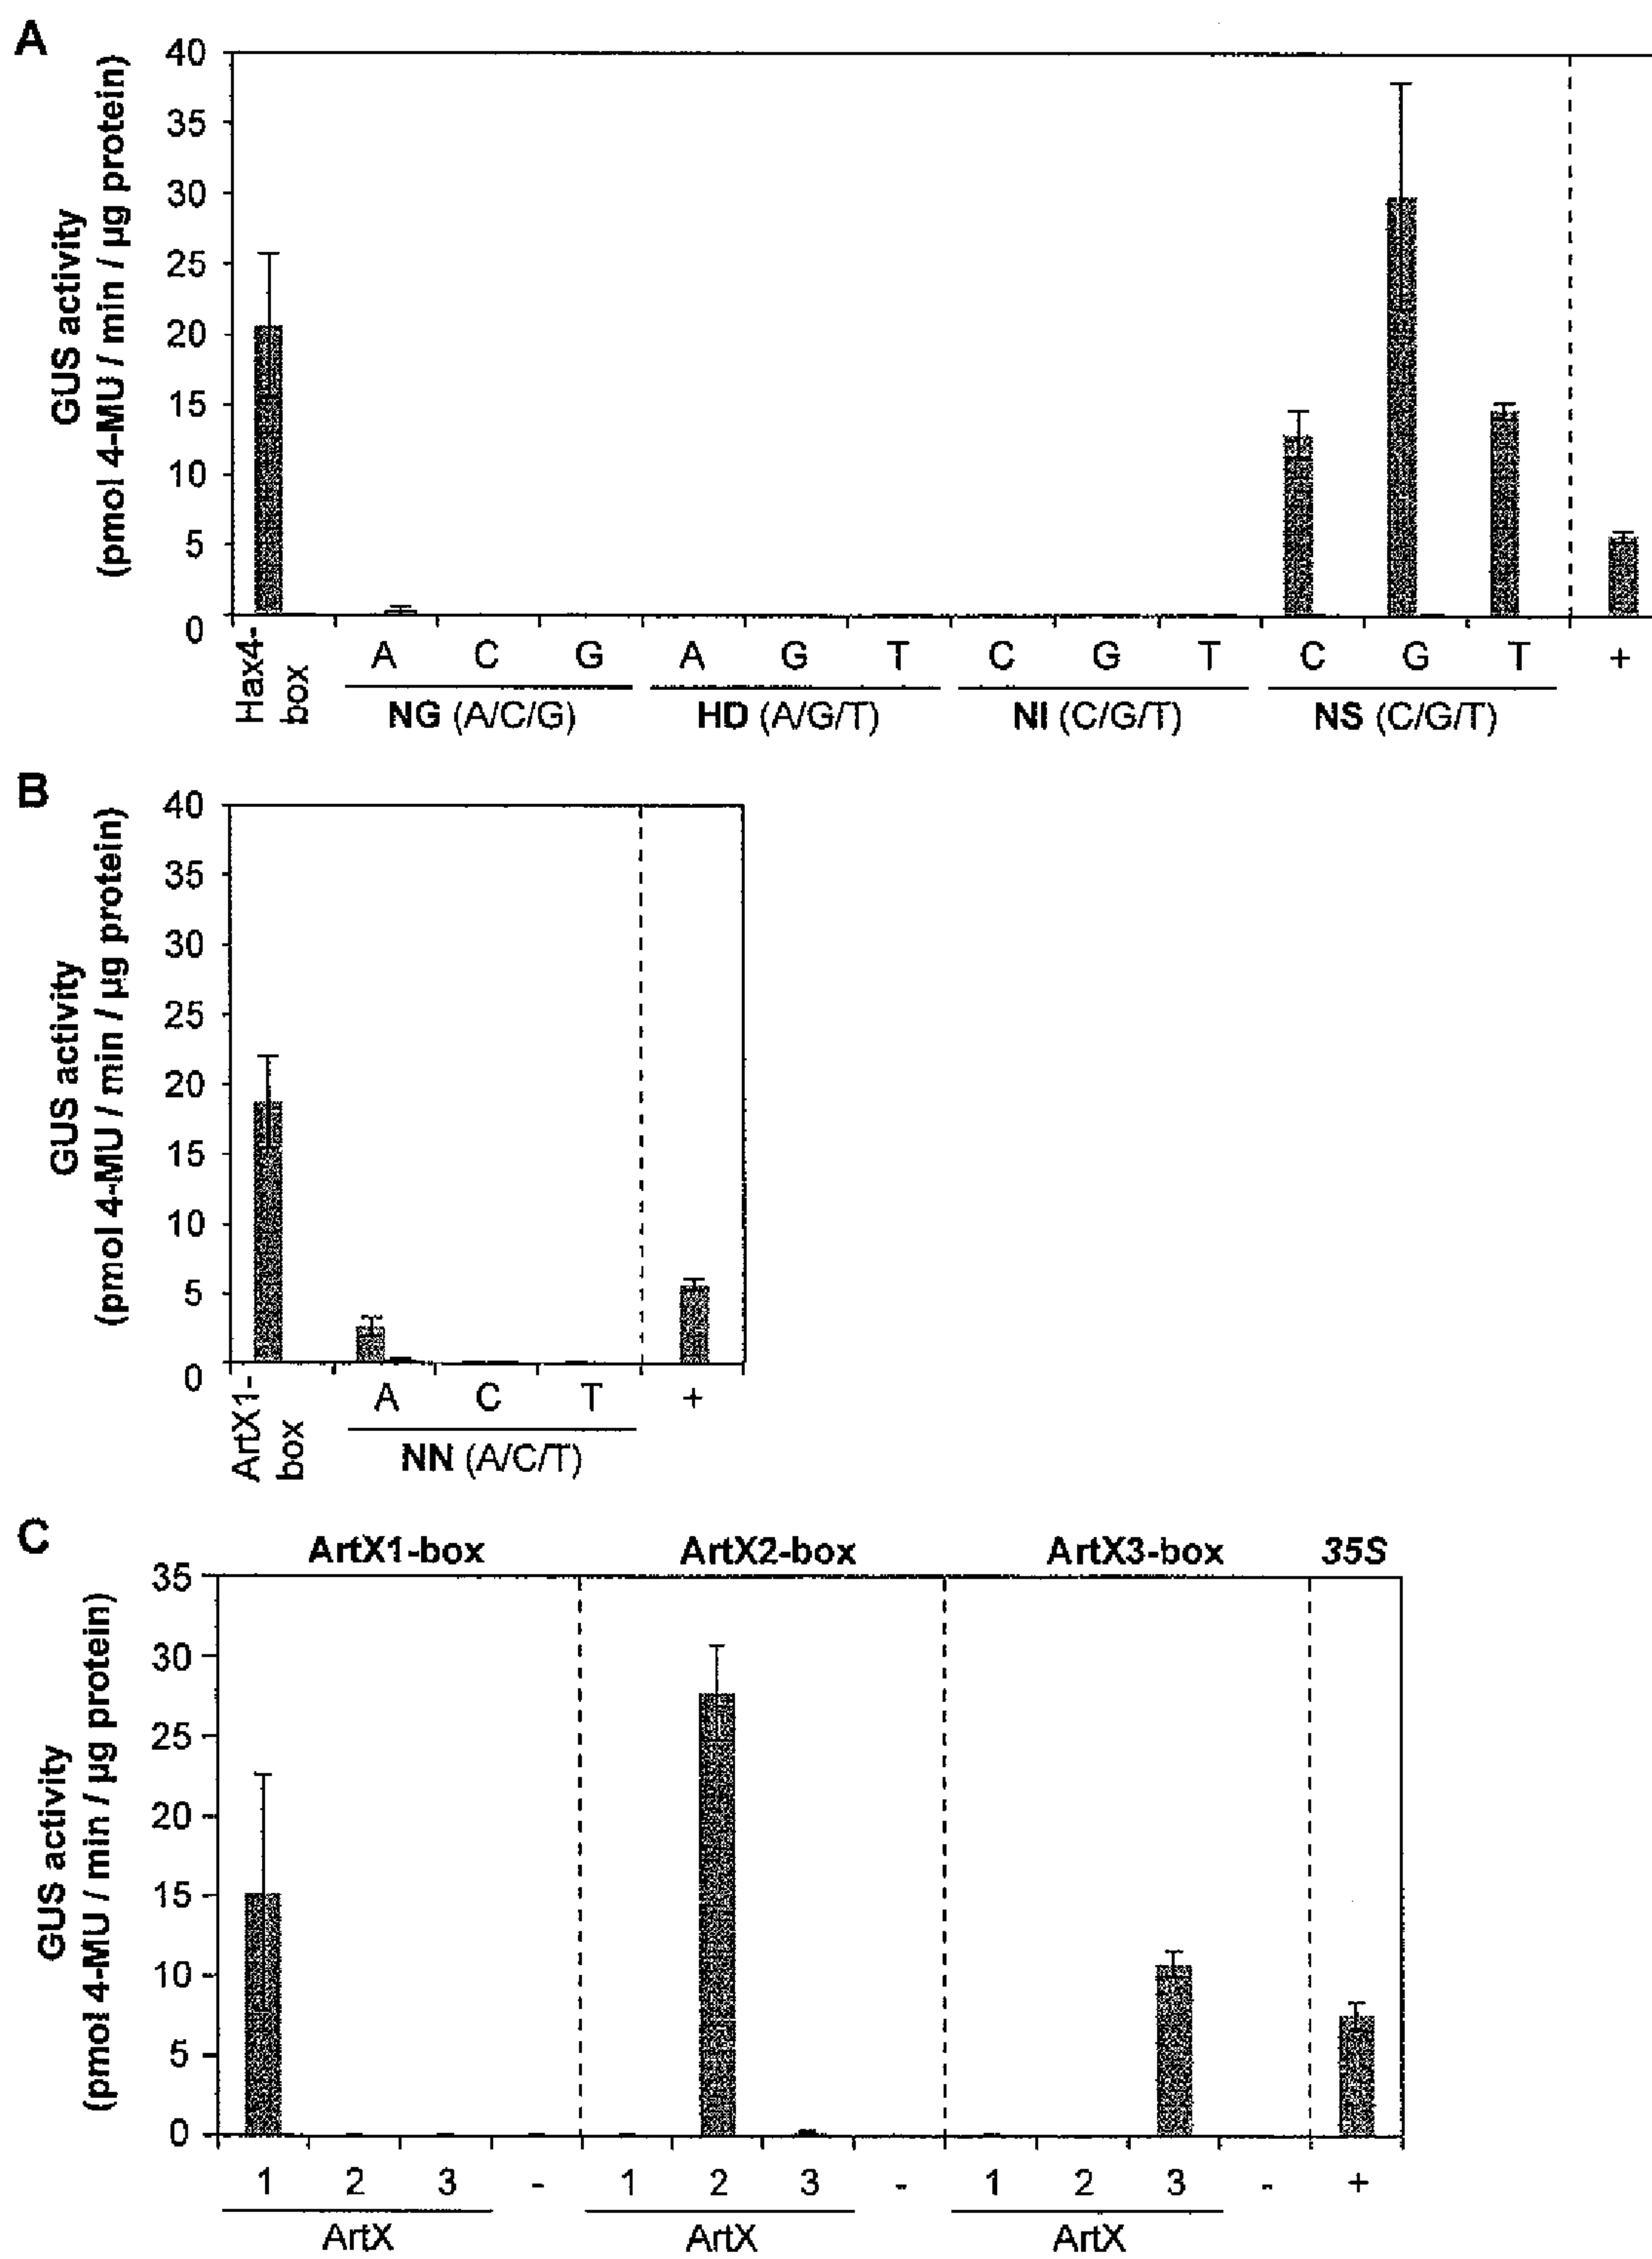 A
GUS activity
(pmol 4-MU / min / µg protein)
40
35
30
25
20
15
10
5
0
Hax4-
box
A C G A G T C G T C G T +
NG (A/C/G) HD (A/G/T) NI (C/G/T) NS (C/G/T)
B
GUS activity
(pmol 4-MU / min / µg protein)
40
35
30
25
20
15
10
5
0
ArtX1-
box
A C T +
NN (A/C/T)
C
ArtX1-box ArtX2-box ArtX3-box 35S
GUS activity
(pmol 4-MU / min / µg protein)
35
30
25
20
15
10
5
0
1 2 3 - 1 2 3 - 1 2 3 - +
ArtX ArtX ArtX